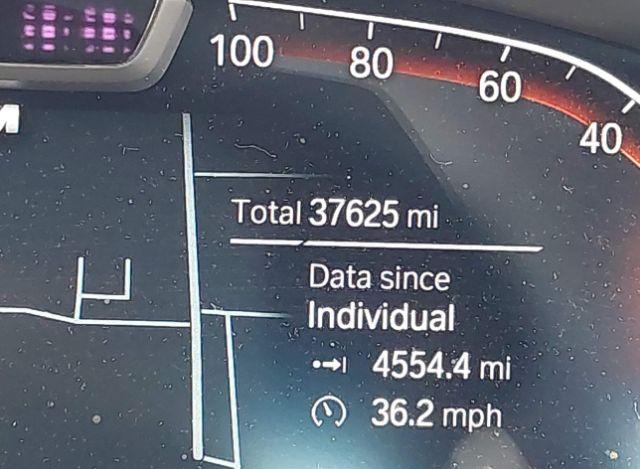 100
80
60
40
M
Total 37625 mi
Data since
Individual
4554.4 mi
36.2 mph